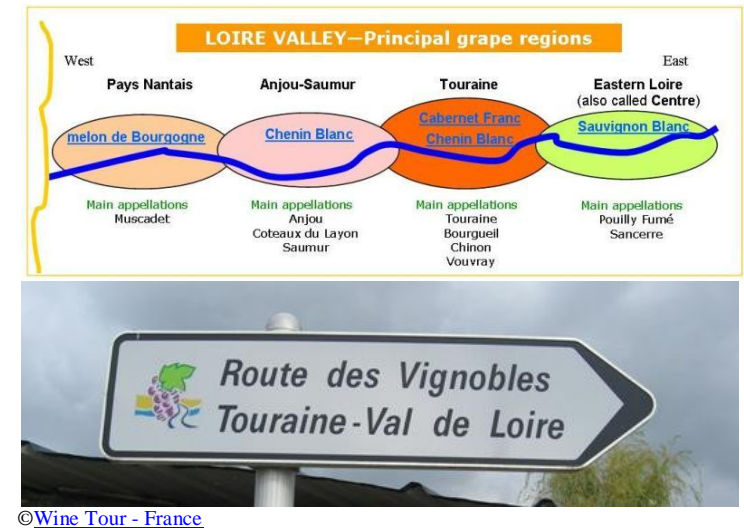 LOIRE VALLEY—Principal grape regions
West East
Pays Nantais Anjou-Saumur Touraine Eastern Loire
(also called Centre)
melon de Bourgogne Chenin Blanc Cabernet Franc Sauvignon Blanc
Chenin Blanc
Main appellations Main appellations Main appellations Main appellations
Muscadet Anjou Touraine Pouilly Fumé
Coteaux du Layon Bourgueil Sancerre
Saumur Chinon
Vouvray
Route des Vignobles
Touraine-Val de Loire
©Wine Tour - France